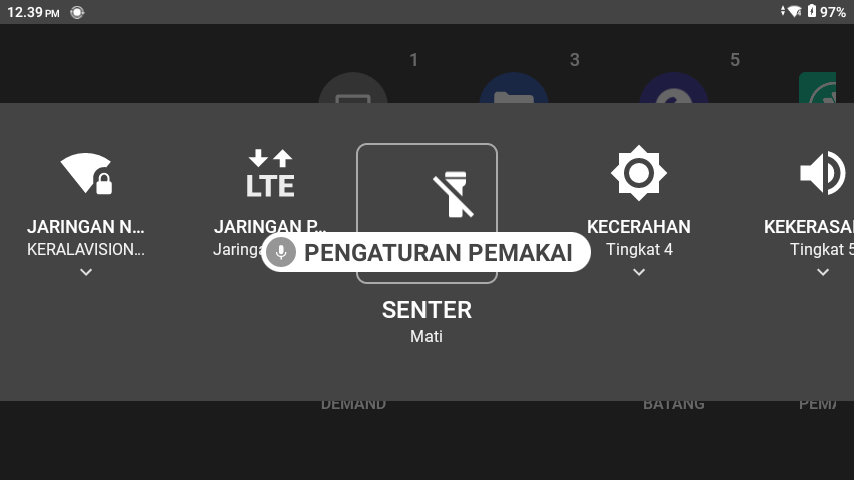 12.39 PM
97%
1
3
5
JARINGAN N...
KERALAVISION...
LTE
JARINGAN P...
Jaringa
PENGATURAN PEMAKAI
SENTER
Mati
KECERAHAN
Tingkat 4
KEKERASA
Tingkat 5
DEMAND
BATANG
PEMA